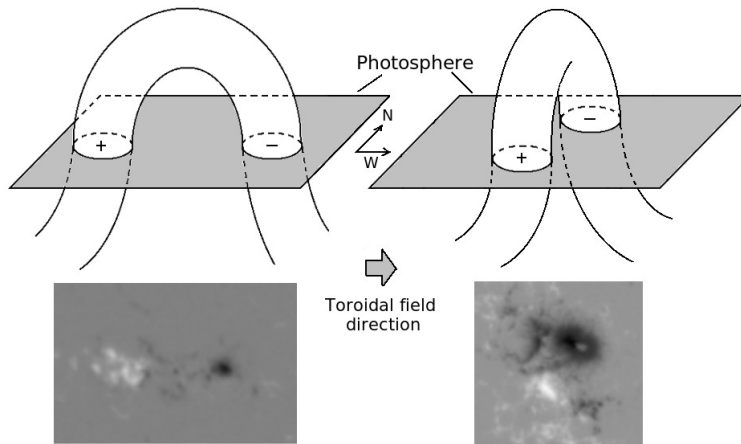 Photosphere
N
W
+
−
+
−
Toroidal field
direction